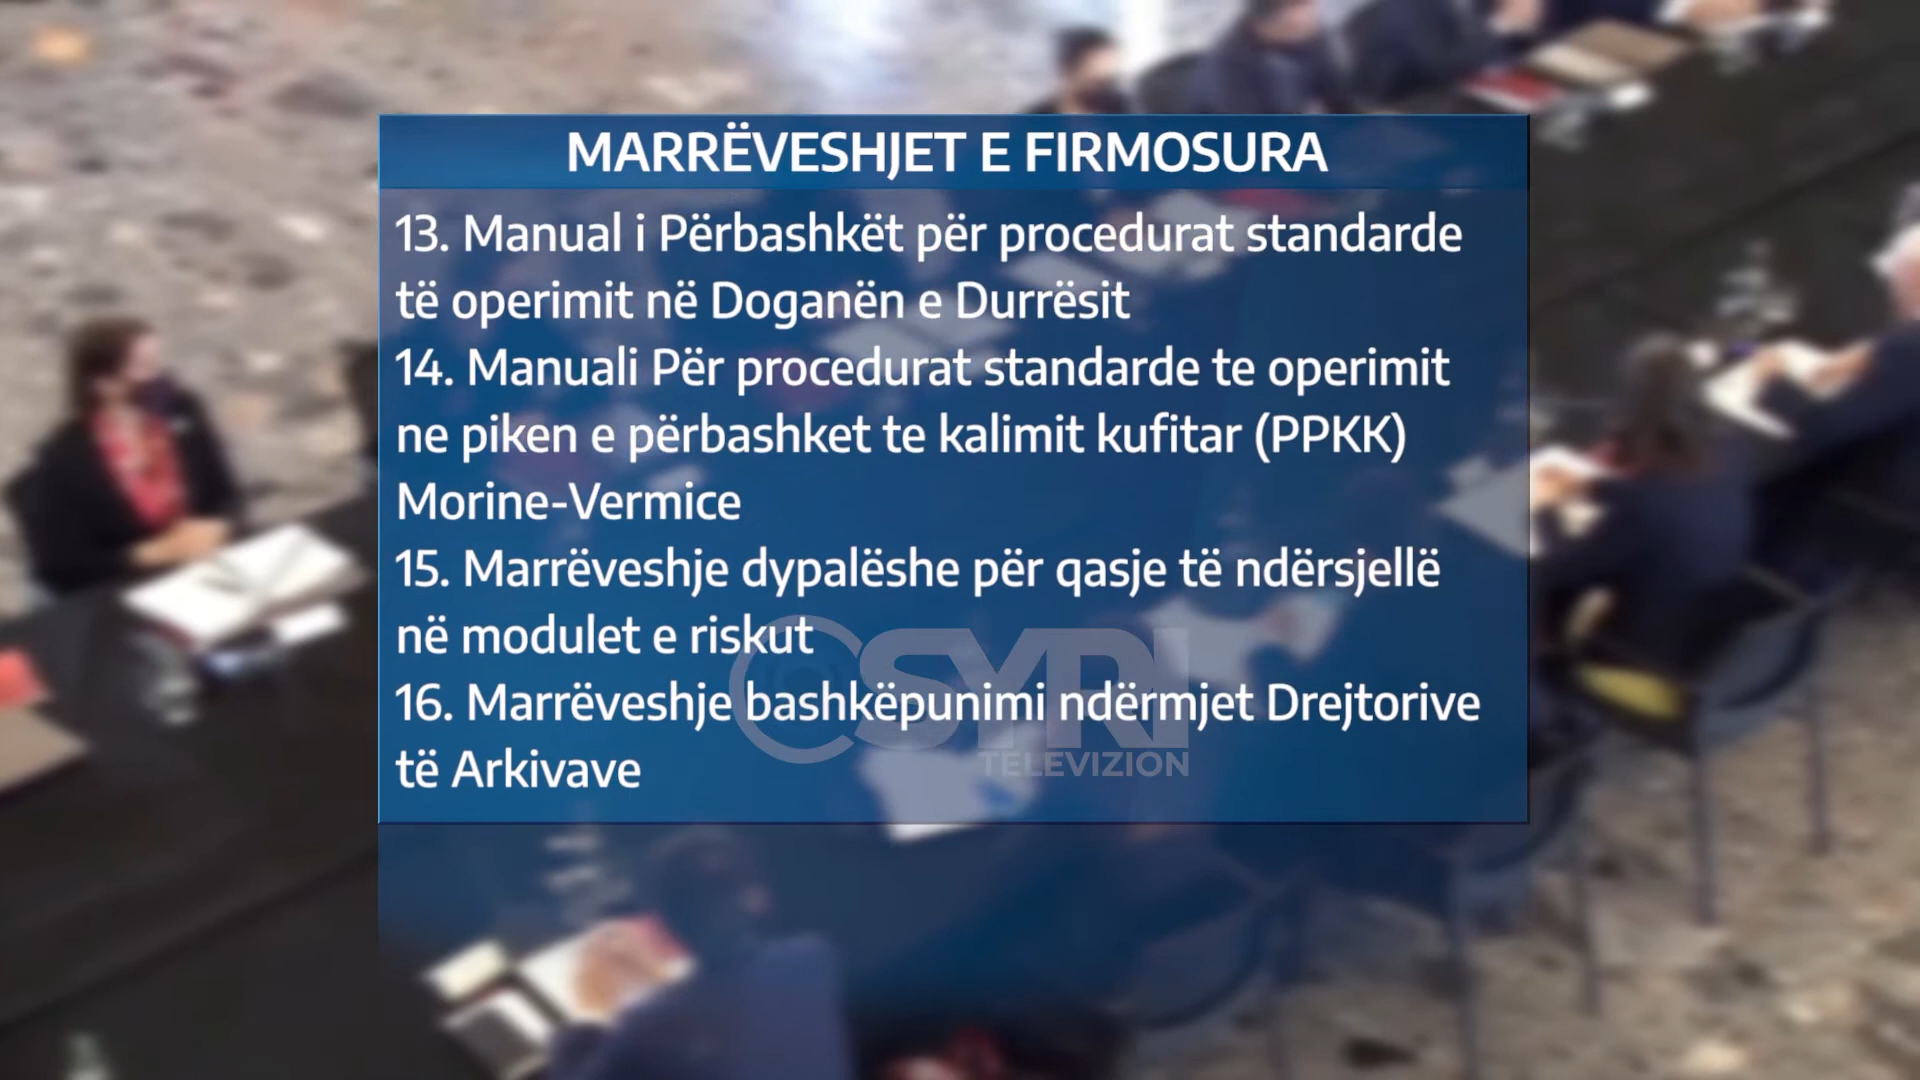 MARRËVESHJET E FIRMOSURA
13. Manual i Përbashkët për procedurat standarde
të operimit në Doganën e Durrësit
14. Manuali Për procedurat standarde te operimit
ne piken e përbashket te kalimit kufitar (PPKK)
Morine-Vermice
15. Marrëveshje dypalëshe për qasje të ndërsjellë
në modulet e riskut
16. Marrëveshje bashkëpunimi ndërmjet Drejtorive
të Arkivave
SYRI
TELEVIZION